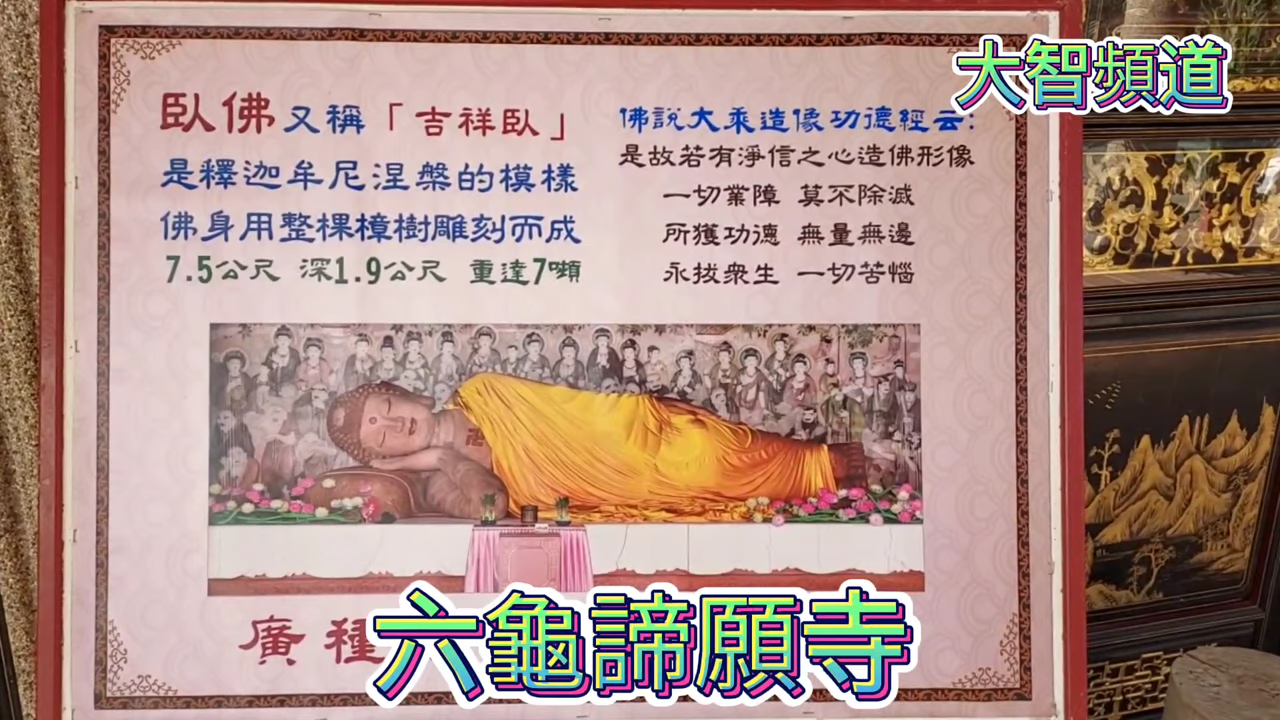 大智頻道
臥佛又稱「吉祥臥」
是釋迦牟尼涅槃的模樣
佛身用整棵樟樹雕刻而成
7.5公尺 深1.9公尺 重達7噸
佛說大乘造像功德經云:
是故若有淨信之心造佛形像
一切業障 莫不除滅
所獲功德 無量無邊
永拔衆生 一切苦惱
廣種
六龜諦願寺